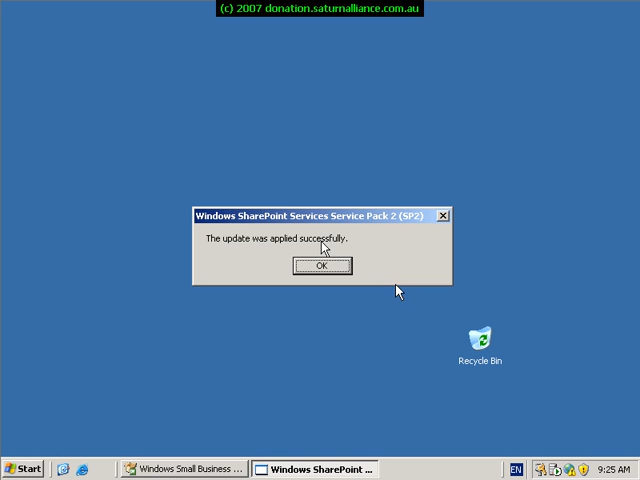 (c) 2007 donation.saturnalliance.com.au
Windows SharePoint Services Service Pack 2 (SP2)
The update was applied successfully.
OK
Recycle Bin
Start
Windows Small Business ...
Windows SharePoint ...
EN
9:25 AM